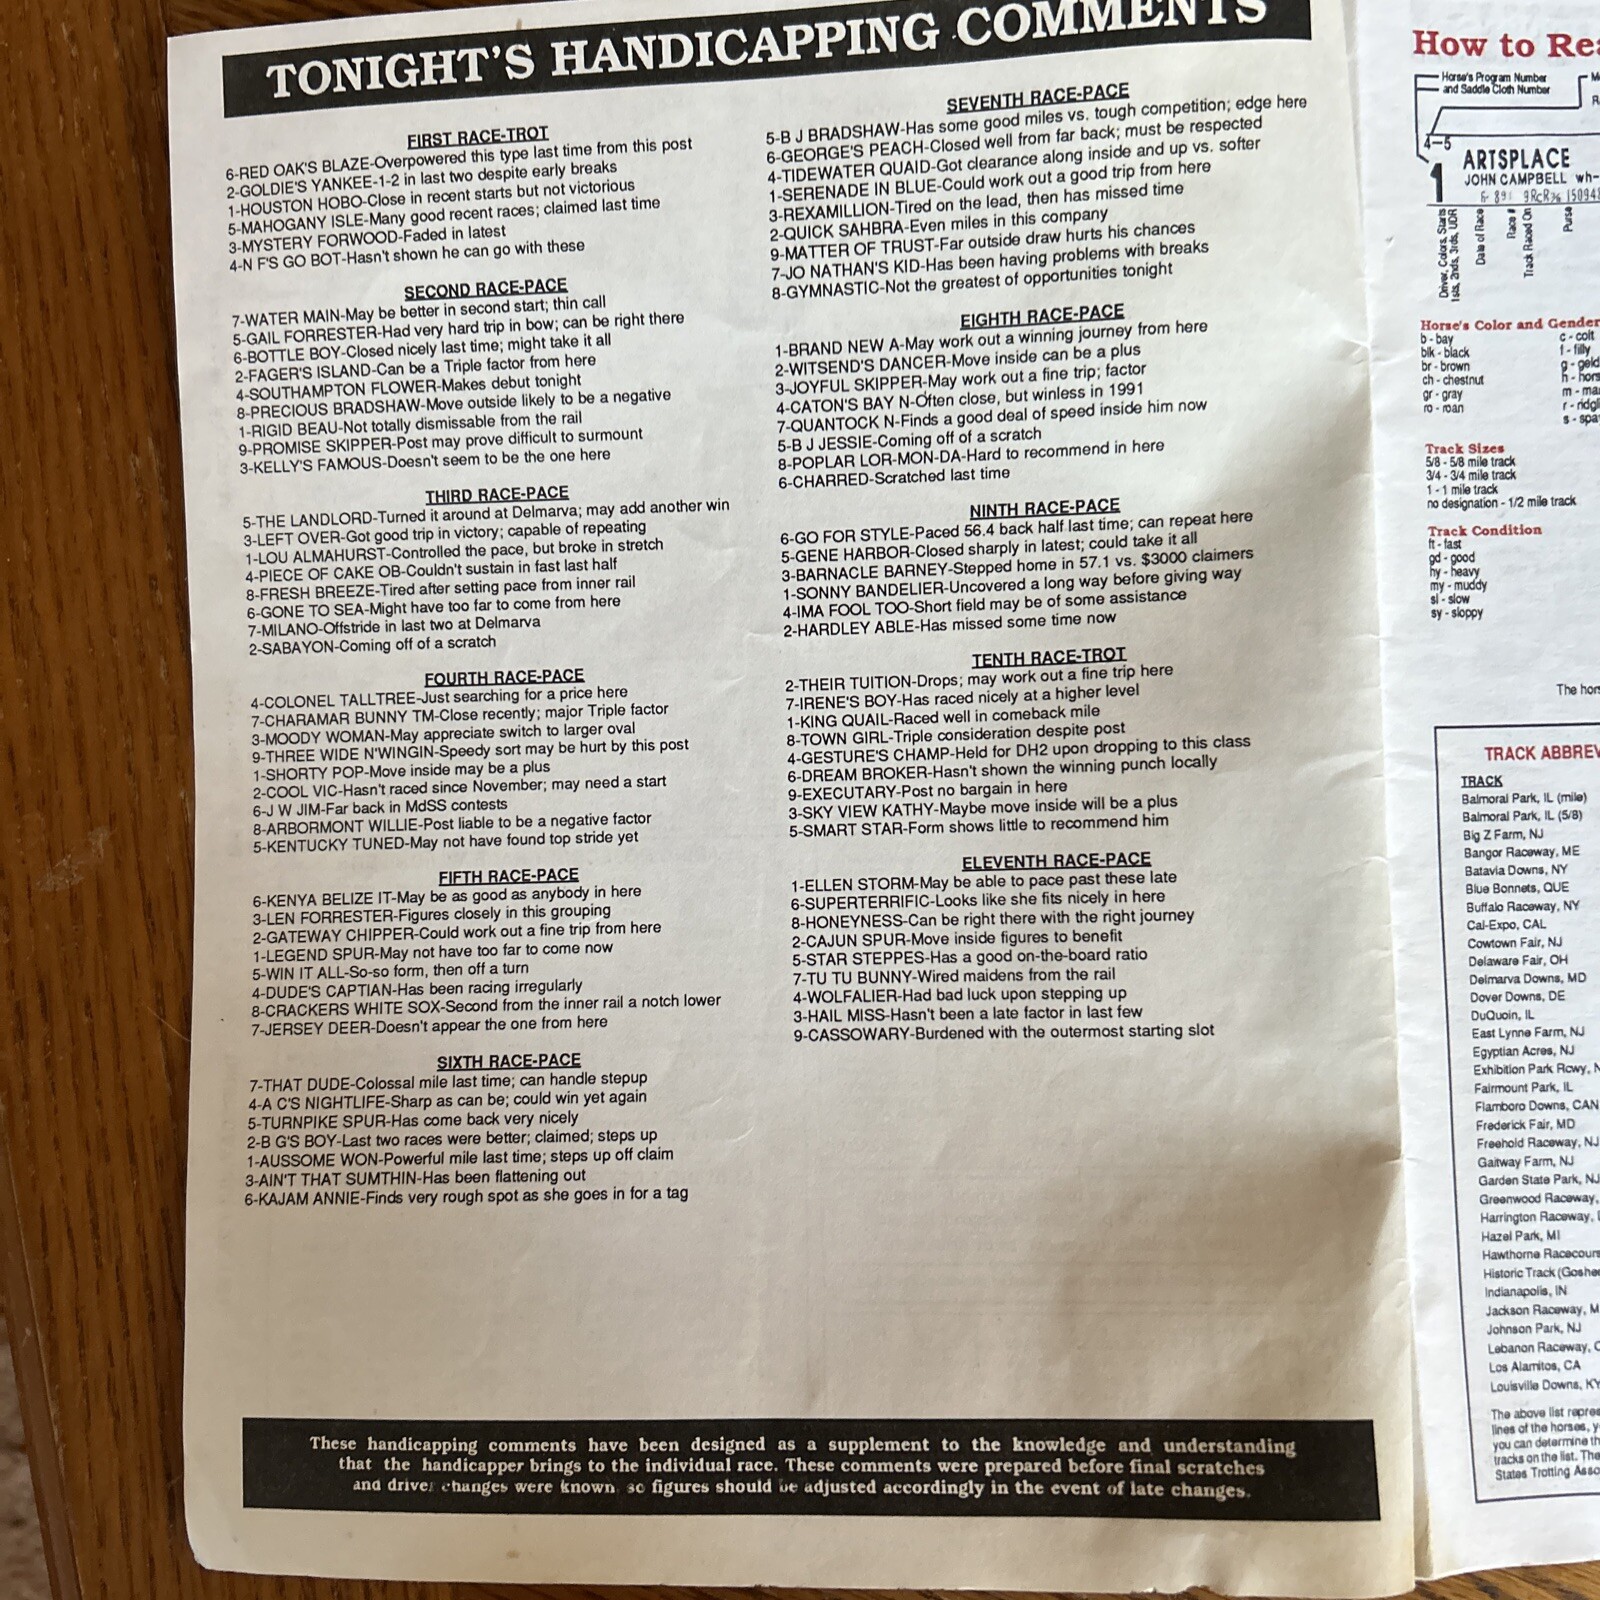 TONIGHT'S HANDICAPPING COMMENTS
FIRST RACE-TROT
6-RED OAK'S BLAZE-Overpowered this type last time from this post
2-GOLDIE'S YANKEE-1-2 in last two despite early breaks
1-HOUSTON HOBO-Close in recent starts but not victorious
5-MAHOGANY ISLE-Many good recent races; claimed last time
3-MYSTERY FORWOOD-Faded in latest
4-N F'S GO BOT-Hasn't shown he can go with these
SECOND RACE-PACE
7-WATER MAIN-May be better in second start; thin call
5-GAIL FORRESTER-Had very hard trip in bow; can be right there
6-BOTTLE BOY-Closed nicely last time; might take it all
2-FAGER'S ISLAND-Can be a Triple factor from here
4-SOUTHAMPTON FLOWER-Makes debut tonight
8-PRECIOUS BRADSHAW-Move outside likely to be a negative
1-RIGID BEAU-Not totally dismissable from the rail
9-PROMISE SKIPPER-Post may prove difficult to surmount
3-KELLY'S FAMOUS-Doesn't seem to be the one here
THIRD RACE-PACE
5-THE LANDLORD-Turned it around at Delmarva; may add another win
3-LEFT OVER-Got good trip in victory; capable of repeating
1-LOU ALMAHURST-Controlled the pace, but broke in stretch
4-PIECE OF CAKE OB-Couldn't sustain in fast last half
8-FRESH BREEZE-Tired after setting pace from inner rail
6-GONE TO SEA-Might have too far to come from here
7-MILANO-Offstride in last two at Delmarva
2-SABAYON-Coming off of a scratch
FOURTH RACE-PACE
4-COLONEL TALLTREE-Just searching for a price here
7-CHARAMAR BUNNY TM-Close recently; major Triple factor
3-MOODY WOMAN-May appreciate switch to larger oval
9-THREE WIDE N'WINGIN-Speedy sort may be hurt by this post
1-SHORTY POP-Move inside may be a plus
2-COOL VIC-Hasn't raced since November; may need a start
6-J W JIM-Far back in MdSS contests
8-ARBORMONT WILLIE-Post liable to be a negative factor
5-KENTUCKY TUNED-May not have found top stride yet
FIFTH RACE-PACE
6-KENYA BELIZE IT-May be as good as anybody in here
3-LEN FORRESTER-Figures closely in this grouping
2-GATEWAY CHIPPER-Could work out a fine trip from here
1-LEGEND SPUR-May not have too far to come now
5-WIN IT ALL-So-so form, then off a turn
4-DUDE'S CAPTIAN-Has been racing irregularly
8-CRACKERS WHITE SOX-Second from the inner rail a notch lower
7-JERSEY DEER-Doesn't appear the one from here
SIXTH RACE-PACE
7-THAT DUDE-Colossal mile last time; can handle stepup
4-A C'S NIGHTLIFE-Sharp as can be; could win yet again
5-TURNPIKE SPUR-Has come back very nicely
2-B G'S BOY-Last two races were better; claimed; steps up
1-AUSSOME WON-Powerful mile last time; steps up off claim
3-AIN'T THAT SUMTHIN-Has been flattening out
6-KAJAM ANNIE-Finds very rough spot as she goes in for a tag
SEVENTH RACE-PACE
5-B J BRADSHAW-Has some good miles vs. tough competition; edge here
6-GEORGE'S PEACH-Closed well from far back; must be respected
4-TIDEWATER QUAID-Got clearance along inside and up vs. softer
1-SERENADE IN BLUE-Could work out a good trip from here
3-REXAMILLION-Tired on the lead, then has missed time
2-QUICK SAHBRA-Even miles in this company
9-MATTER OF TRUST-Far outside draw hurts his chances
7-JO NATHAN'S KID-Has been having problems with breaks
8-GYMNASTIC-Not the greatest of opportunities tonight
EIGHTH RACE-PACE
1-BRAND NEW A-May work out a winning journey from here
2-WITSEND'S DANCER-Move inside can be a plus
3-JOYFUL SKIPPER-May work out a fine trip; factor
4-CATON'S BAY N-Often close, but winless in 1991
7-QUANTOCK N-Finds a good deal of speed inside him now
5-B J JESSIE-Coming off of a scratch
8-POPLAR LOR-MON-DA-Hard to recommend in here
6-CHARRED-Scratched last time
NINTH RACE-PACE
6-GO FOR STYLE-Paced 56.4 back half last time; can repeat here
5-GENE HARBOR-Closed sharply in latest; could take it all
3-BARNACLE BARNEY-Stepped home in 57.1 vs. $3000 claimers
1-SONNY BANDELIER-Uncovered a long way before giving way
4-IMA FOOL TOO-Short field may be of some assistance
2-HARDLEY ABLE-Has missed some time now
TENTH RACE-TROT
2-THEIR TUITION-Drops; may work out a fine trip here
7-IRENE'S BOY-Has raced nicely at a higher level
1-KING QUAIL-Raced well in comeback mile
8-TOWN GIRL-Triple consideration despite post
4-GESTURE'S CHAMP-Held for DH2 upon dropping to this class
6-DREAM BROKER-Hasn't shown the winning punch locally
9-EXECUTARY-Post no bargain in here
3-SKY VIEW KATHY-Maybe move inside will be a plus
5-SMART STAR-Form shows little to recommend him
ELEVENTH RACE-PACE
1-ELLEN STORM-May be able to pace past these late
6-SUPERTERRIFIC-Looks like she fits nicely in here
8-HONEYNESS-Can be right there with the right journey
2-CAJUN SPUR-Move inside figures to benefit
5-STAR STEPPES-Has a good on-the-board ratio
7-TU TU BUNNY-Wired maidens from the rail
4-WOLFALIER-Had bad luck upon stepping up
3-HAIL MISS-Hasn't been a late factor in last few
9-CASSOWARY-Burdened with the outermost starting slot
These handicapping comments have been designed as a supplement to the knowledge and understanding
that the handicapper brings to the individual race. These comments were prepared before final scratches
and driver changes were known so figures should be adjusted accordingly in the event of late changes.
How to
Horse's Program Number
and Saddle Cloth Number
4-5
1
ARTSPLACE
JOHN CAMPBELL
Driver, Colors, Starts
1sts, 2nds, 3rds, UDR
Date of Race
Race #
Track Raced On
Purse
Horse's Color and Gender
b - bay
blk - black
br - brown
ch - chestnut
gr - gray
ro - roan
c - colt
f - filly
g -
h -
m -
r -
s -
Track Sizes
5/8 - 5/8 mile track
3/4 - 3/4 mile track
1 - 1 mile track
no designation - 1/2 mile track
Track Condition
ft - fast
gd - good
hy - heavy
my - muddy
sl - slow
sy - sloppy
The
TRACK
TRACK
Balmoral Park, IL (mile)
Balmoral Park, IL (5/8)
Big Z Farm, NJ
Bangor Raceway, ME
Batavia Downs, NY
Blue Bonnets, QUE
Buffalo Raceway, NY
Cal-Expo, CAL
Cowtown Fair, NJ
Delaware Fair, OH
Delmarva Downs, MD
Dover Downs, DE
DuQuoin, IL
East Lynne Farm, NJ
Egyptian Acres, NJ
Exhibition Park Rcwy,
Fairmount Park, IL
Flamboro Downs, CAN
Frederick Fair, MD
Freehold Raceway, NJ
Gaitway Farm, NJ
Garden State Park, NJ
Greenwood Raceway,
Harrington Raceway,
Hazel Park, MI
Hawthorne
Historic Track
Indianapolis, IN
Jackson Raceway,
Johnson Park, NJ
Lebanon Raceway,
Los Alamitos, CA
Louisville Downs, KY
The above list
lines of the horses,
you can determine
tracks on the list.
States Trotting